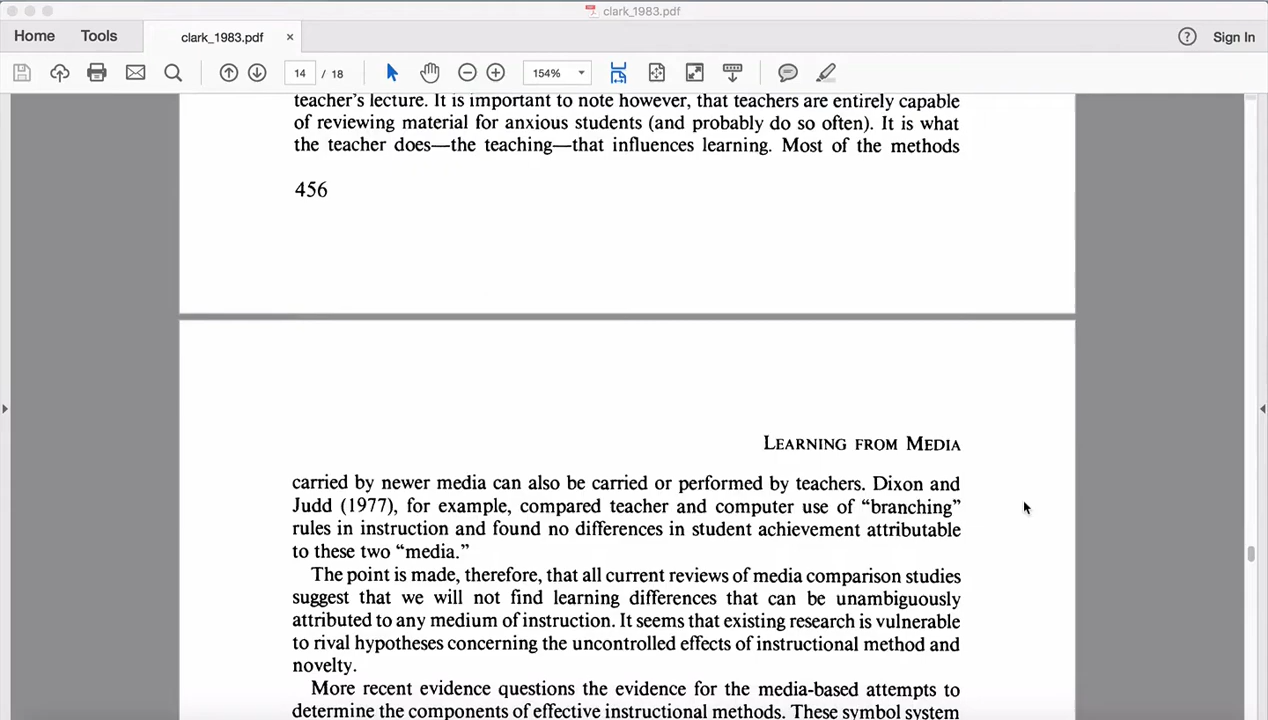 clark_1983.pdf
Home Tools clark_1983.pdf × ? Sign In
14 / 18 154%
teacher's lecture. It is important to note however, that teachers are entirely capable
of reviewing material for anxious students (and probably do so often). It is what
the teacher does—the teaching—that influences learning. Most of the methods
456
LEARNING FROM MEDIA
carried by newer media can also be carried or performed by teachers. Dixon and
Judd (1977), for example, compared teacher and computer use of “branching”
rules in instruction and found no differences in student achievement attributable
to these two “media.”
The point is made, therefore, that all current reviews of media comparison studies
suggest that we will not find learning differences that can be unambiguously
attributed to any medium of instruction. It seems that existing research is vulnerable
to rival hypotheses concerning the uncontrolled effects of instructional method and
novelty.
More recent evidence questions the evidence for the media-based attempts to
determine the components of effective instructional methods. These symbol system